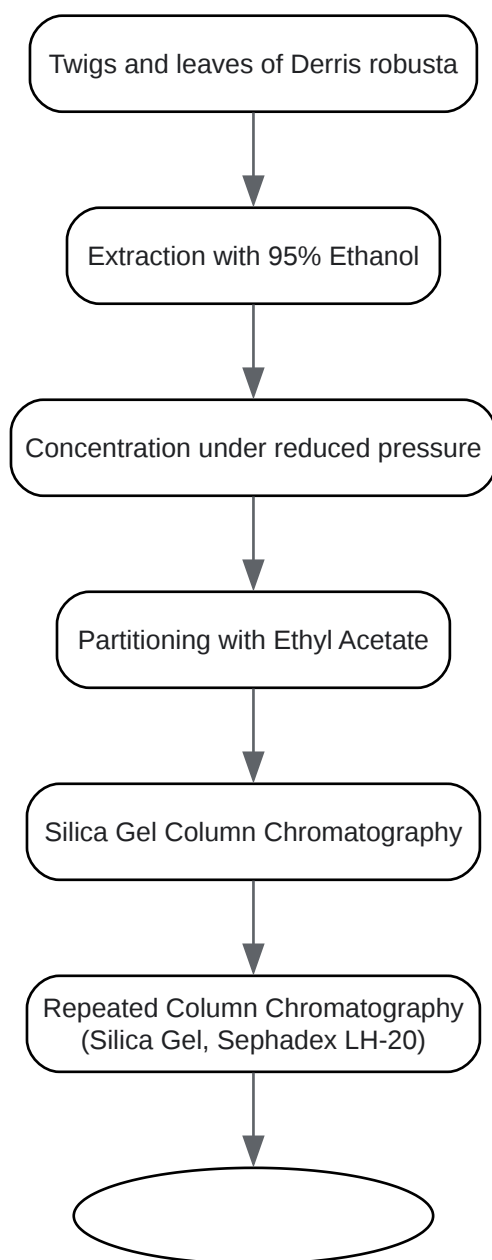 Twigs and leaves of Derris robusta
Extraction with 95% Ethanol
Concentration under reduced pressure
Partitioning with Ethyl Acetate
Silica Gel Column Chromatography
Repeated Column Chromatography
(Silica Gel, Sephadex LH-20)